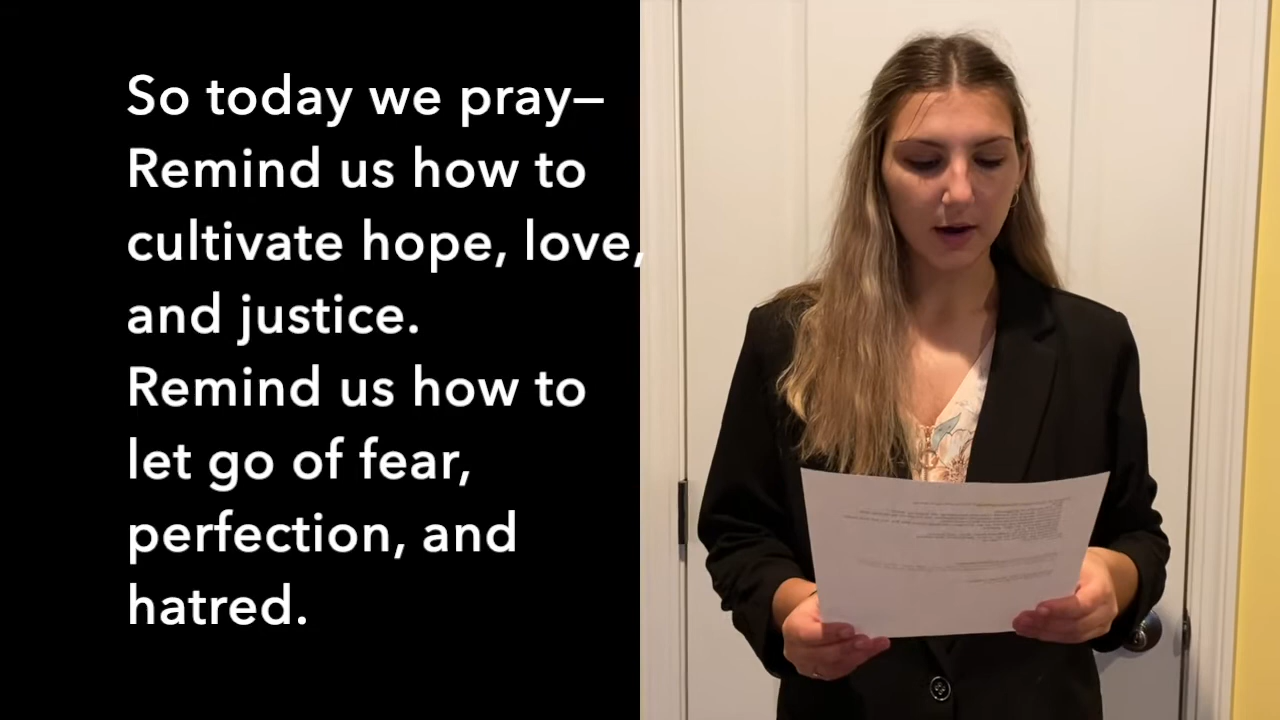 So today we pray—
Remind us how to
cultivate hope, love,
and justice.
Remind us how to
let go of fear,
perfection, and
hatred.